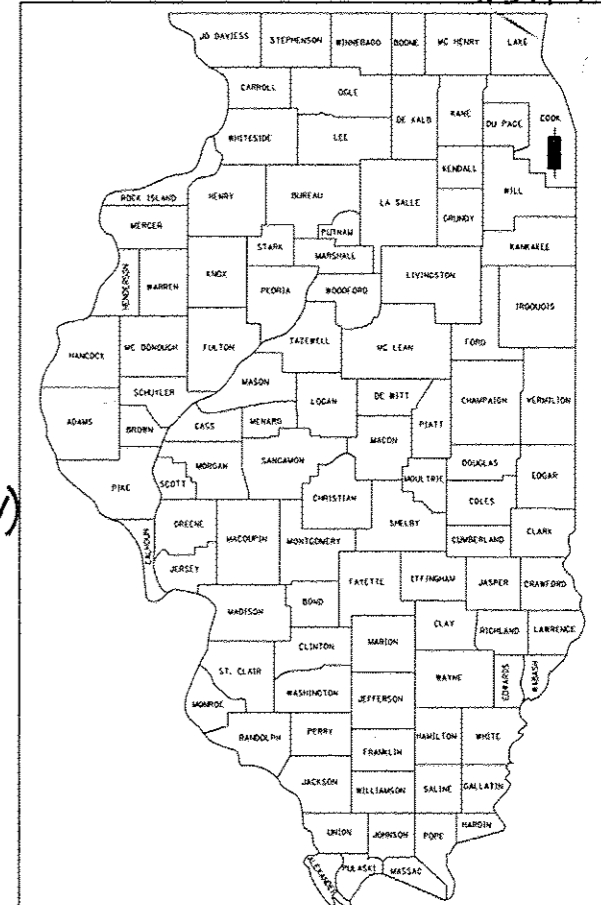 JO DAVIESS STEPHENSON WINNEBAGO BOONE MC HENRY LAKE
CARROLL OGLE DE KALB KANE DU PAGE COOK
WHITESIDE LEE
KENDALL
ROCK ISLAND HENRY BUREAU LA SALLE GRUNDY WILL
MERCER PUTNAM
STARK MARSHALL KANKAKEE
HENDERSON WARREN KNOX PEORIA WOODFORD LIVINGSTON
IROQUOIS
HANCOCK MC DONOUGH FULTON TAZEWELL MC LEAN FORD
MASON
SCHUYLER LOGAN DE WITT CHAMPAIGN VERMILION
ADAMS BROWN CASS MENARD PIATT
MACON
PIKE SCOTT MORGAN SANGAMON MOULTRIE DOUGLAS EDGAR
CHRISTIAN COLES
CALHOUN GREENE MACOUPIN MONTGOMERY SHELBY CUMBERLAND CLARK
JERSEY
FAYETTE EFFINGHAM JASPER CRAWFORD
MADISON BOND
CLAY RICHLAND LAWRENCE
CLINTON MARION
ST. CLAIR WAYNE EDWARDS WABASH
WASHINGTON JEFFERSON
MONROE
RANDOLPH PERRY HAMILTON WHITE
FRANKLIN
JACKSON WILLIAMSON SALINE GALLATIN
UNION JOHNSON POPE HARDIN
ALEXANDER PULASKI MASSAC